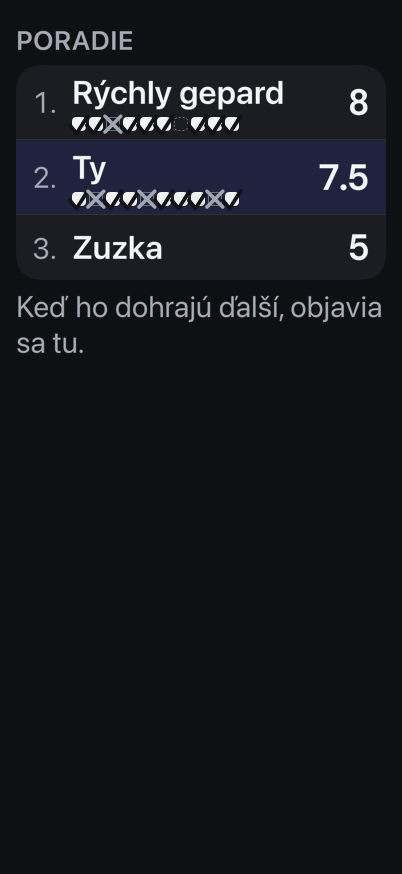 PORADIE
1. Rýchly gepard 8
2. Ty 7.5
3. Zuzka 5
Keď ho dohrajú ďalší, objavia
sa tu.